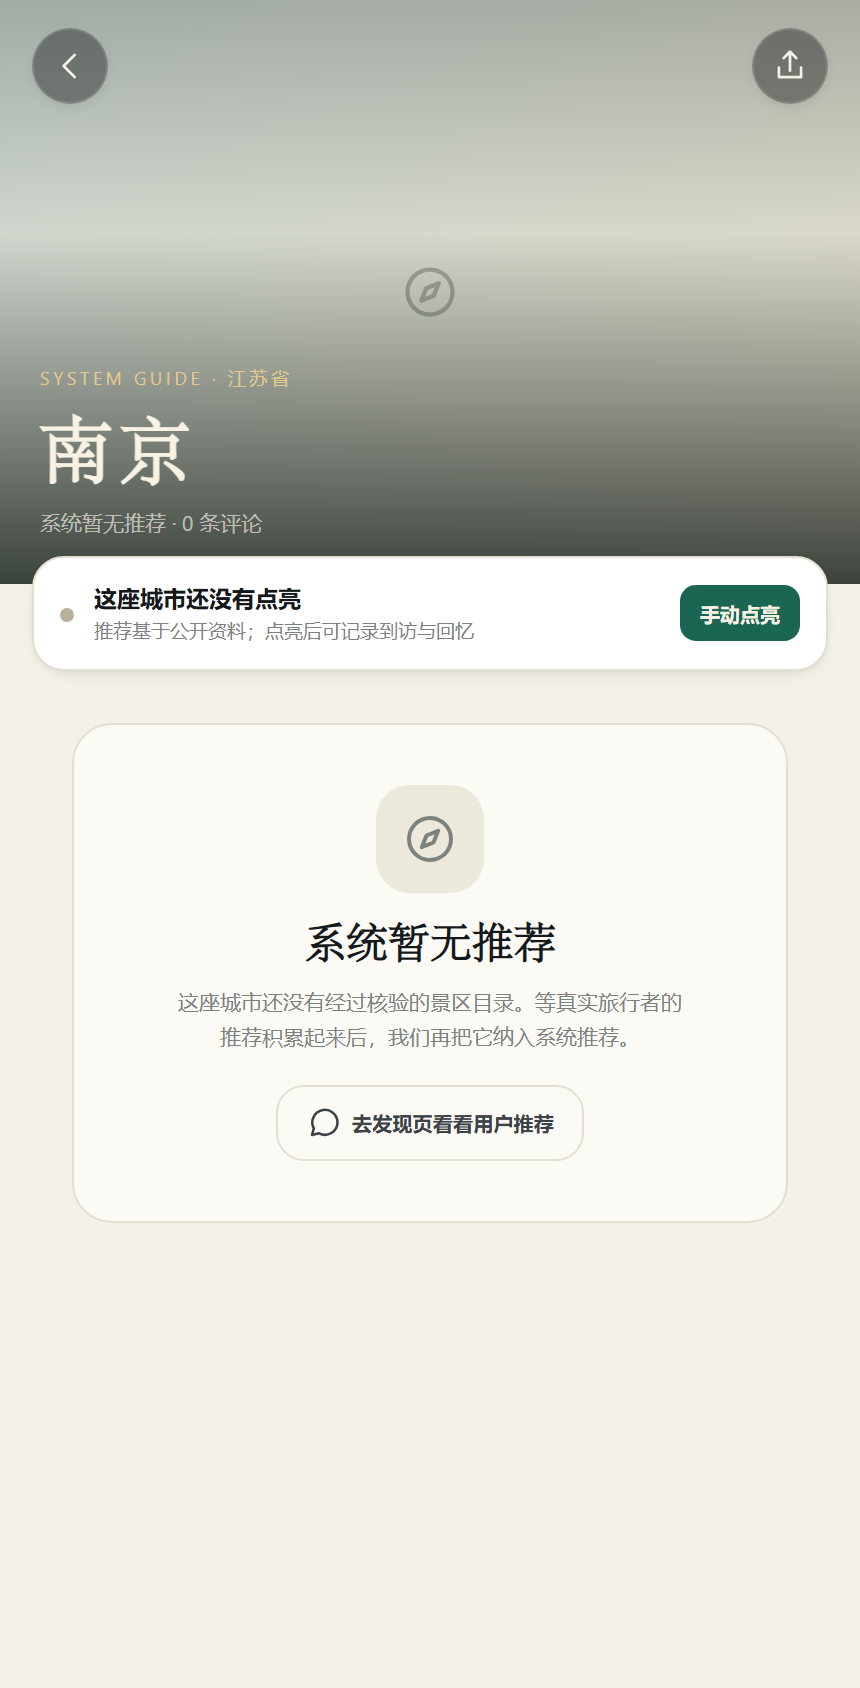 SYSTEM GUIDE · 江苏省
南京
系统暂无推荐 · 0 条评论
这座城市还没有点亮
推荐基于公开资料；点亮后可记录到访与回忆
手动点亮
系统暂无推荐
这座城市还没有经过核验的景区目录。等真实旅行者的
推荐积累起来后，我们再把它纳入系统推荐。
去发现页看看用户推荐